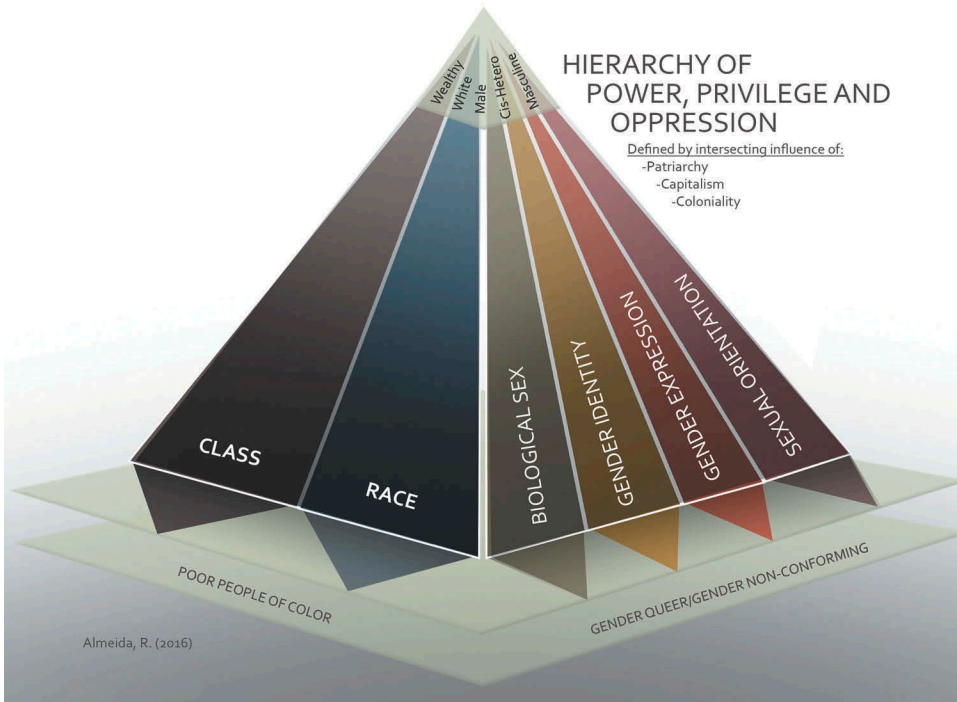 Wealthy
White
Male
Cis-Hetero
Masculine
HIERARCHY OF
POWER, PRIVILEGE AND
OPPRESSION
Defined by intersecting influence of:
-Patriarchy
-Capitalism
-Coloniality
CLASS
RACE
BIOLOGICAL SEX
GENDER IDENTITY
GENDER EXPRESSION
SEXUAL ORIENTATION
POOR PEOPLE OF COLOR
GENDER QUEER/GENDER NON-CONFORMING
Almeida, R. (2016)